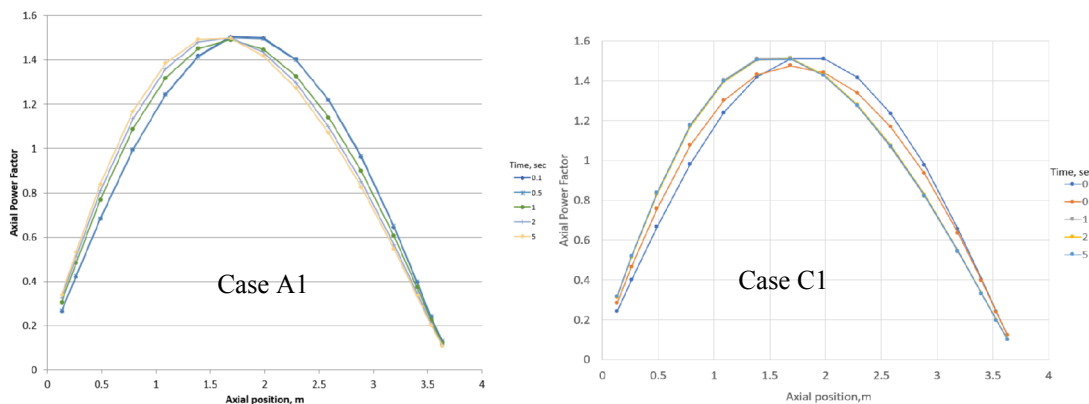 1.6
1.4
1.2
1
0.8
0.6
0.4
0.2
0
Axial Power Factor
0 0.5 1 1.5 2 2.5 3 3.5 4
Axial position, m
Case A1
Time, sec
0.1
0.5
1
2
5
1.6
1.4
1.2
1
0.8
0.6
0.4
0.2
0
Axial Power Factor
0 0.5 1 1.5 2 2.5 3 3.5 4
Axial position,m
Case C1
Time, se
0
0
1
2
5